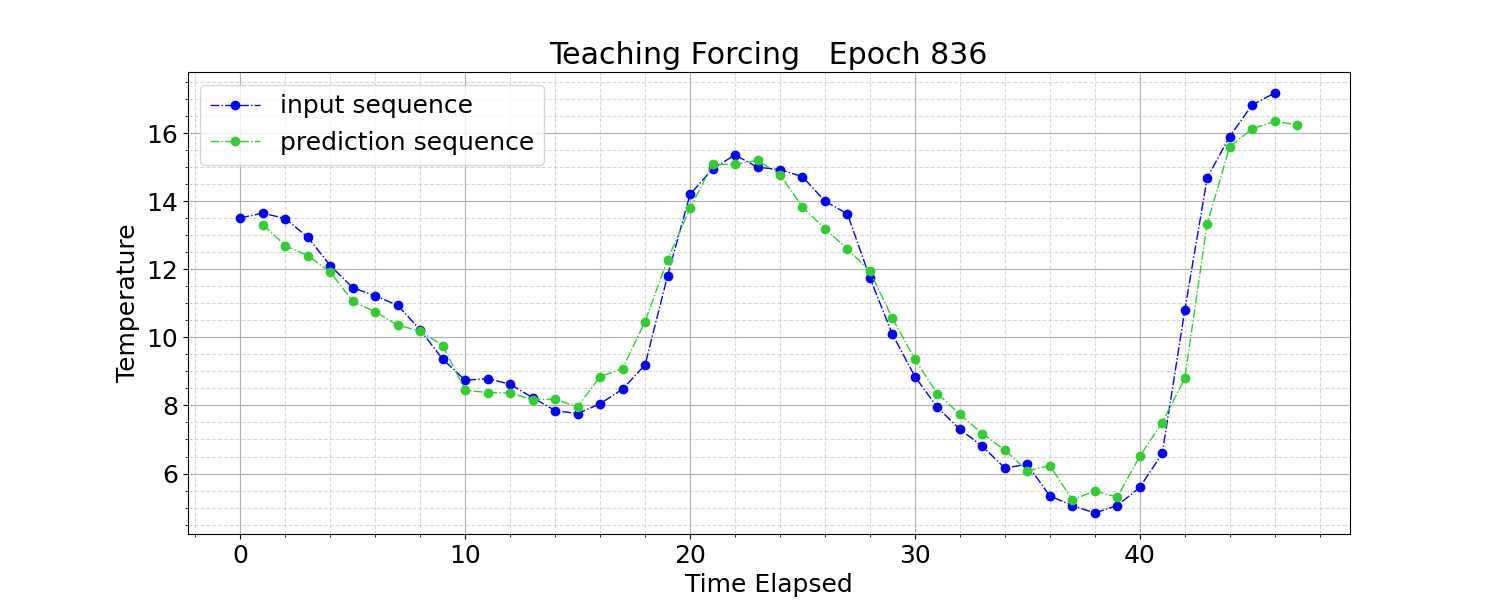 Teaching Forcing   Epoch 836
input sequence
prediction sequence
Temperature
16
14
12
10
8
6
0 10 20 30 40
Time Elapsed